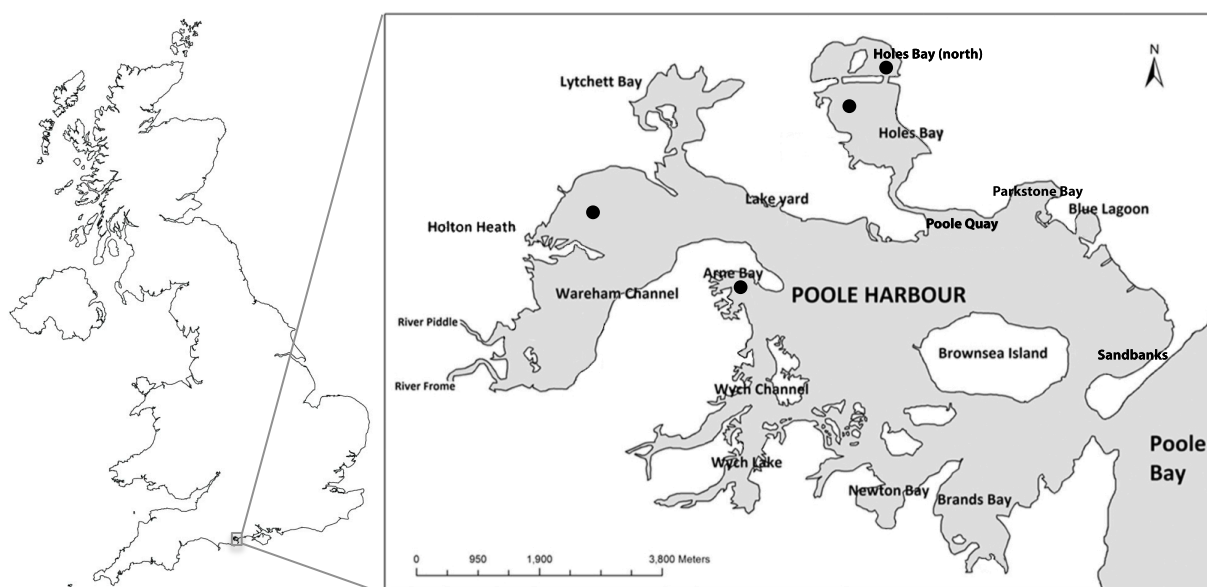 Holes Bay (north)
N
Lytchett Bay
Holes Bay
Parkstone Bay
Lake yard
Blue Lagoon
Holton Heath
Poole Quay
Arne Bay
Wareham Channel
POOLE HARBOUR
River Piddle
Brownsea Island
Sandbanks
River Frome
Wych Channel
Poole
Bay
Wych Lake
Newton Bay
Brands Bay
0 950 1,900 3,800 Meters